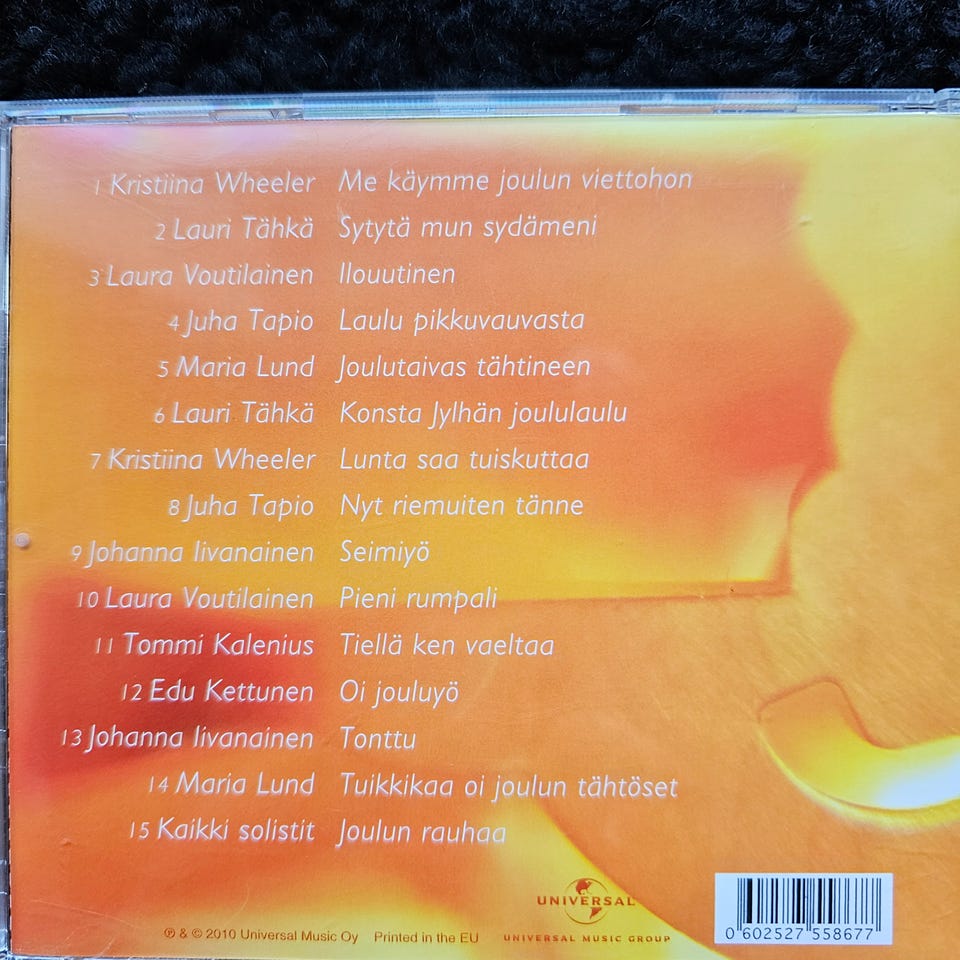 1 Kristiina Wheeler Me käymme joulun viettohon
2 Lauri Tähkä Sytytä mun sydämeni
3 Laura Voutilainen Ilouutinen
4 Juha Tapio Laulu pikkuvauvasta
5 Maria Lund Joulutaivas tähtineen
6 Lauri Tähkä Konsta Jylhän joululaulu
7 Kristiina Wheeler Lunta saa tuiskuttaa
8 Juha Tapio Nyt riemuiten tänne
9 Johanna Iivanainen Seimiyö
10 Laura Voutilainen Pieni rumpali
11 Tommi Kalenius Tiellä ken vaeltaa
12 Edu Kettunen Oi jouluyö
13 Johanna Iivanainen Tonttu
14 Maria Lund Tuikkikaa oi joulun tähtöset
15 Kaikki solistit Joulun rauhaa
UNIVERSAL
℗ & © 2010 Universal Music Oy Printed in the EU UNIVERSAL MUSIC GROUP
0 602527 558677